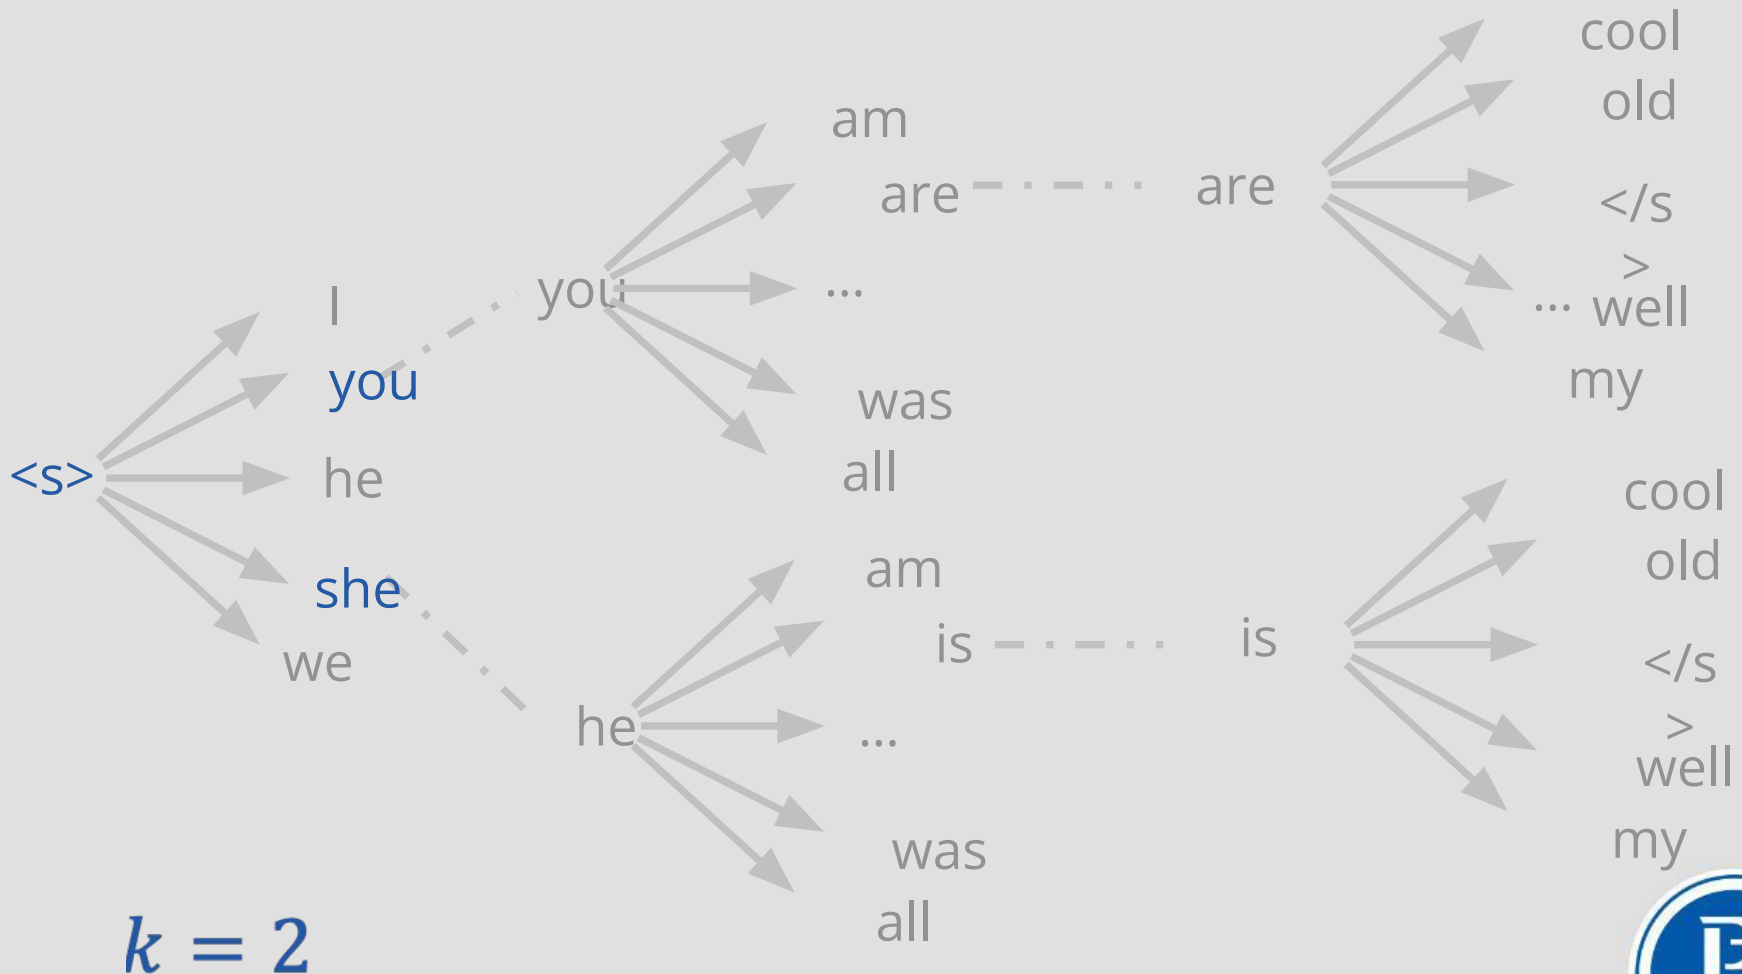 <s>
I
you
he
she
we
you
am
are
...
was
all
he
am
is
...
was
all
are
cool
old
</s
>
... well
my
is
cool
old
</s
>
well
my
k = 2